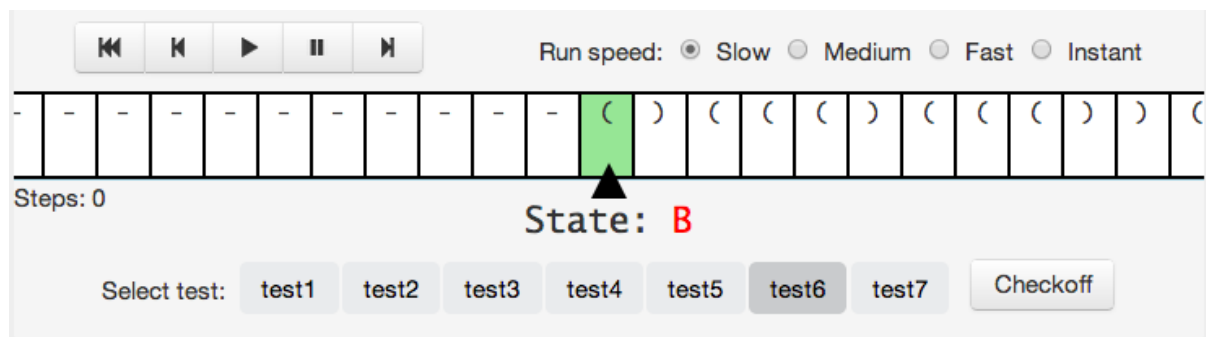 Run speed: Slow Medium Fast Instant
- - - - - - - - - - - ( ) ( ( ( ) ( ( ( ) ) (
Steps: 0
State: B
Select test: test1 test2 test3 test4 test5 test6 test7 Checkoff